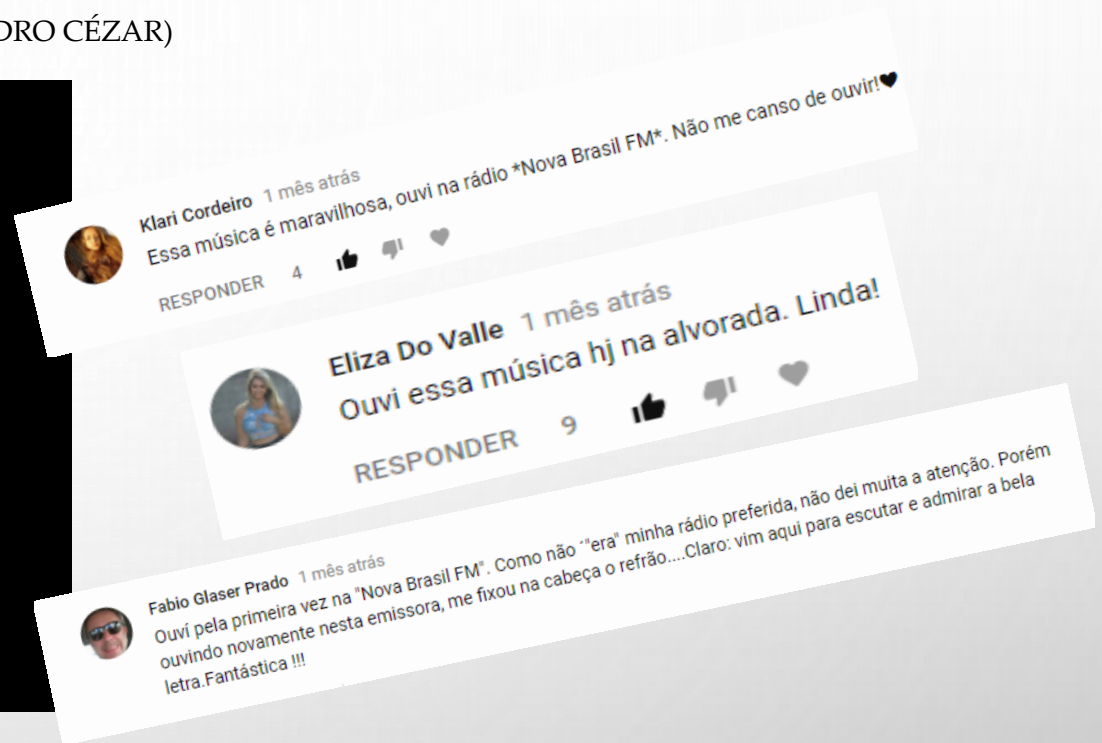 DRO CÉZAR)
Klari Cordeiro 1 mês atrás
Essa música é maravilhosa, ouvi na rádio *Nova Brasil FM*. Não me canso de ouvir!♥
RESPONDER 4
Eliza Do Valle 1 mês atrás
Ouvi essa música hj na alvorada. Linda!
RESPONDER 9
Fabio Glaser Prado 1 mês atrás
Ouví pela primeira vez na "Nova Brasil FM". Como não ´"era" minha rádio preferida, não dei muita a atenção. Porém
ouvindo novamente nesta emissora, me fixou na cabeça o refrão....Claro: vim aqui para escutar e admirar a bela
letra.Fantástica !!!